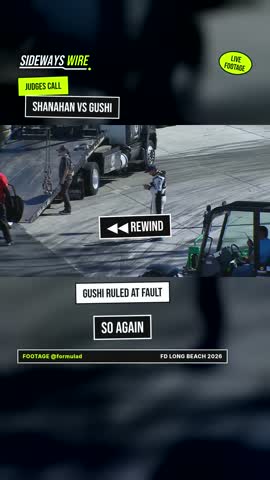 SIDEWAYS WIRE.
LIVE
FOOTAGE
JUDGES CALL
SHANAHAN VS GUSHI
REWIND
GUSHI RULED AT FAULT
SO AGAIN
FOOTAGE @formulad
FD LONG BEACH 2026